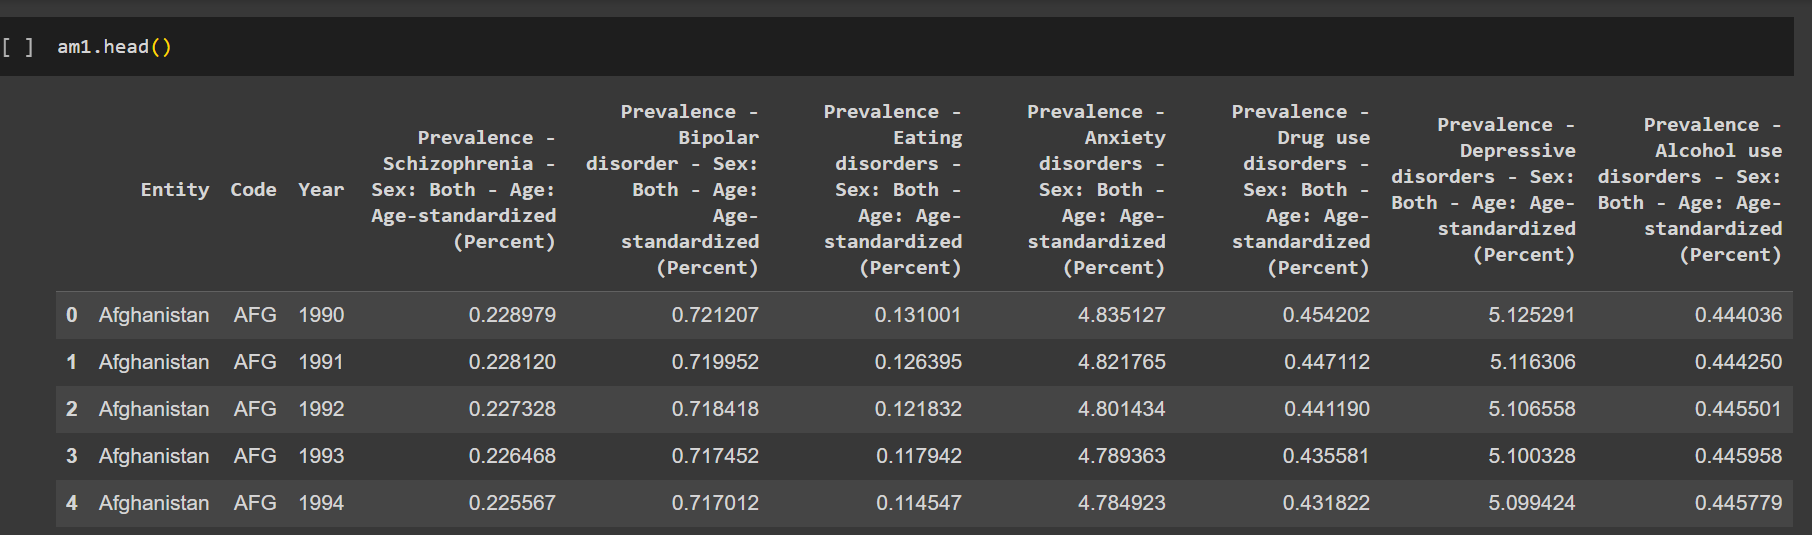 [ ] am1.head()
Entity Code Year Prevalence - Schizophrenia - Sex: Both - Age: Age-standardized (Percent) Prevalence - Bipolar disorder - Sex: Both - Age: Age-standardized (Percent) Prevalence - Eating disorders - Sex: Both - Age: Age-standardized (Percent) Prevalence - Anxiety disorders - Sex: Both - Age: Age-standardized (Percent) Prevalence - Drug use disorders - Sex: Both - Age: Age-standardized (Percent) Prevalence - Depressive disorders - Sex: Both - Age: Age-standardized (Percent) Prevalence - Alcohol use disorders - Sex: Both - Age: Age-standardized (Percent)
0 Afghanistan AFG 1990 0.228979 0.721207 0.131001 4.835127 0.454202 5.125291 0.444036
1 Afghanistan AFG 1991 0.228120 0.719952 0.126395 4.821765 0.447112 5.116306 0.444250
2 Afghanistan AFG 1992 0.227328 0.718418 0.121832 4.801434 0.441190 5.106558 0.445501
3 Afghanistan AFG 1993 0.226468 0.717452 0.117942 4.789363 0.435581 5.100328 0.445958
4 Afghanistan AFG 1994 0.225567 0.717012 0.114547 4.784923 0.431822 5.099424 0.445779